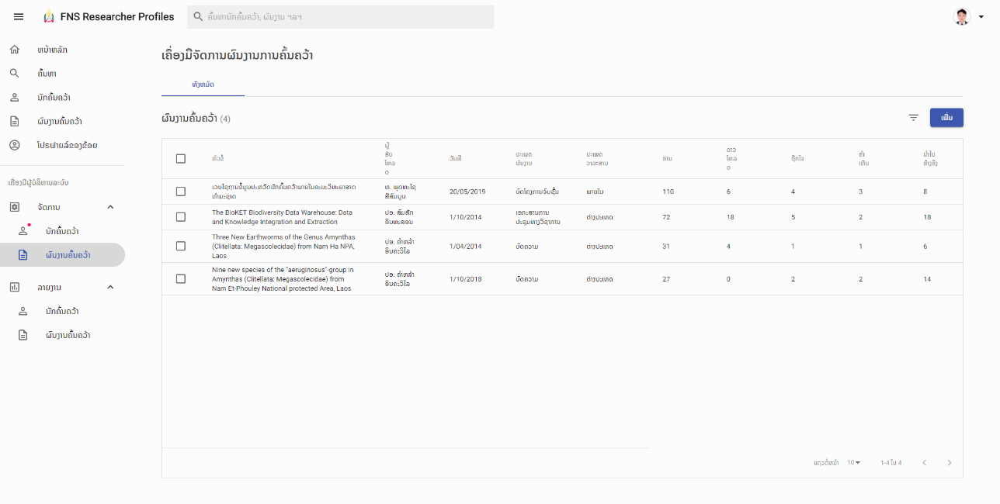 FNS Researcher Profiles
ຄົ້ນຫານັກຄົ້ນຄວ້າ, ຜົນງານ ຯລຯ
ໜ້າຫລັກ
ຄົ້ນຫາ
ນັກຄົ້ນຄວ້າ
ຜົນງານຄົ້ນຄວ້າ
ໂປຣຟາຍລ໌ຂອງຂ້ອຍ
ເຄື່ອງມືຜູ້ບໍລິຫານລະບົບ
ຈັດການ
ນັກຄົ້ນຄວ້າ
ຜົນງານຄົ້ນຄວ້າ
ລາຍງານ
ນັກຄົ້ນຄວ້າ
ຜົນງານຄົ້ນຄວ້າ
ເຄື່ອງມືຈັດການຜົນງານການຄົ້ນຄວ້າ
ທັງຫມົດ
ຜົນງານຄົ້ນຄວ້າ (4)
ເພີ່ມ
ຫົວຂໍ້
ຜູ້
ອັບ
ໂຫລ
ດ
ວັນທີ
ປະເພດ
ຜົນງານ
ປະເພດ
ວາລະສານ
ອ່ານ
ດາວ
ໂຫລ
ດ
ຖືກໃຈ
ຄຳ
ເຫັນ
ນຳໄປ
ອ້າງອີງ
ເວບໄຊຖານຂໍ້ມູນປະຫວັດນັກຄົ້ນຄວ້າພາຍໃນຄະນະວິທະຍາສາດ
ທຳມະຊາດ
ທ. ພຸດທະໄຊ
ສີສົມບູນ
20/05/2019
ບົດໂຄງການຈົບຊັ້ນ
ພາຍໃນ
110
6
4
3
8
The BioKET Biodiversity Data Warehouse: Data
and Knowledge Integration and Extraction
ປອ. ສົມສັກ
ອິນທະສອນ
1/10/2014
ເອກະສານການ
ປະຊຸມທາງວິຊາການ
ຕ່າງປະເທດ
72
18
5
2
18
Three New Earthworms of the Genus Amynthas
(Clitellata: Megascolecidae) from Nam Ha NPA,
Laos
ປອ. ຄຳຫລ້າ
ອິນຄະວິໄລ
1/04/2014
ບົດຄວາມ
ຕ່າງປະເທດ
31
4
1
1
6
Nine new species of the "aeruginosus"-group in
Amynthas (Clitellata: Megascolecidae) from
Nam Et-Phouley National protected Area, Laos
ປອ. ຄຳຫລ້າ
ອິນຄະວິໄລ
1/10/2018
ບົດຄວາມ
ຕ່າງປະເທດ
27
0
2
2
14
ແຖວຕໍ່ຫນ້າ 10 1-4 ໃນ 4